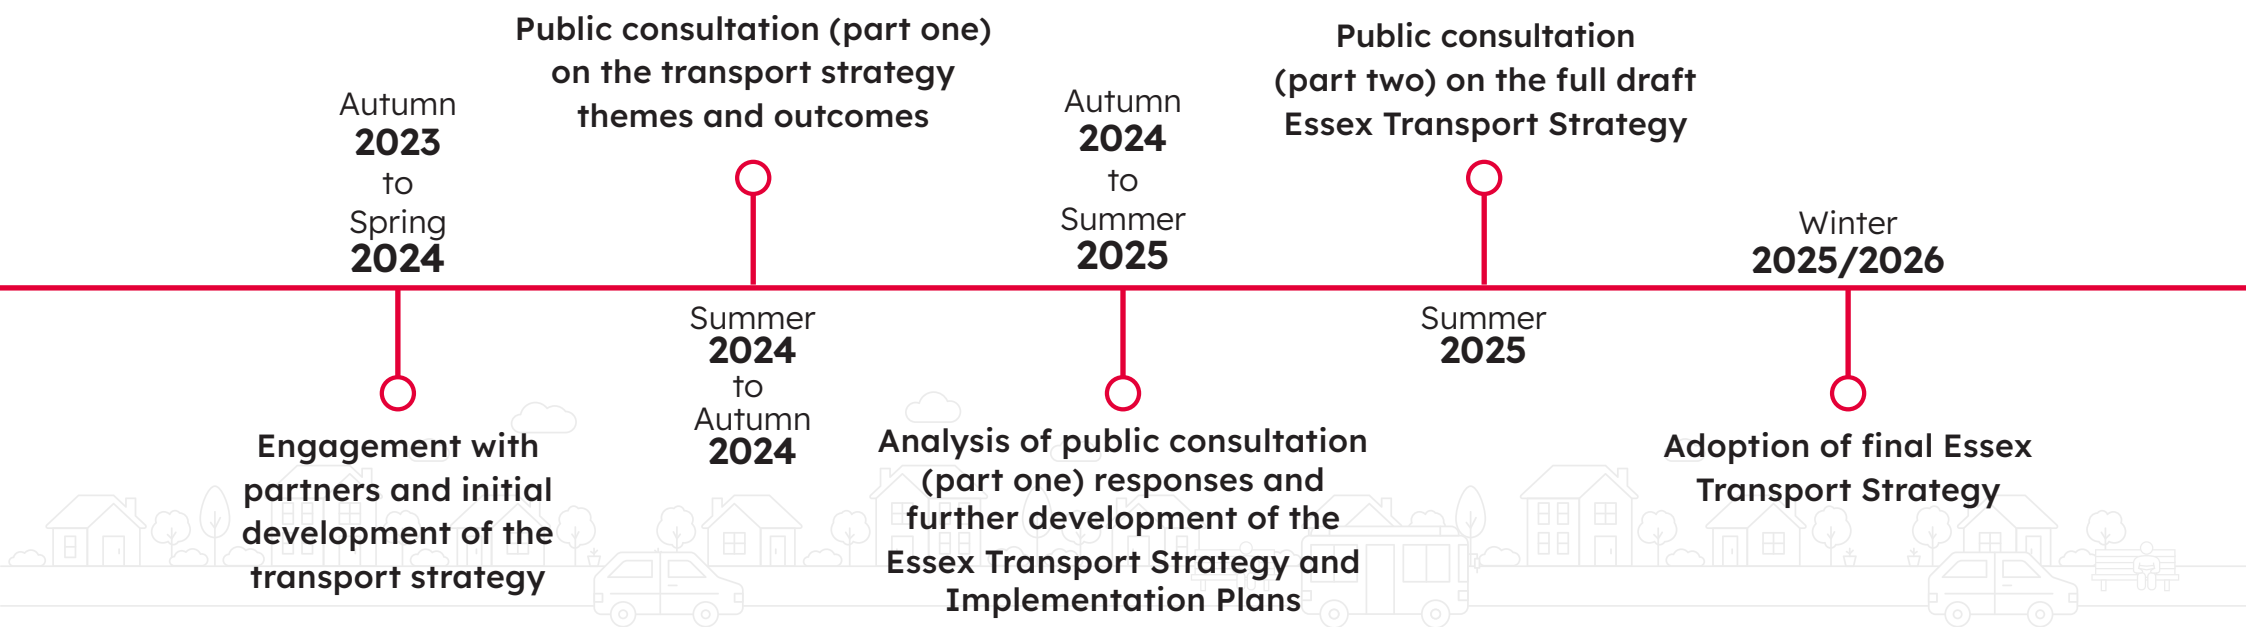 Autumn
2023
to
Spring
2024
Engagement with
partners and initial
development of the
transport strategy
Public consultation (part one)
on the transport strategy
themes and outcomes
Summer
2024
to
Autumn
2024
Autumn
2024
to
Summer
2025
Analysis of public consultation
(part one) responses and
further development of the
Essex Transport Strategy and
Implementation Plans
Public consultation
(part two) on the full draft
Essex Transport Strategy
Summer
2025
Winter
2025/2026
Adoption of final Essex
Transport Strategy